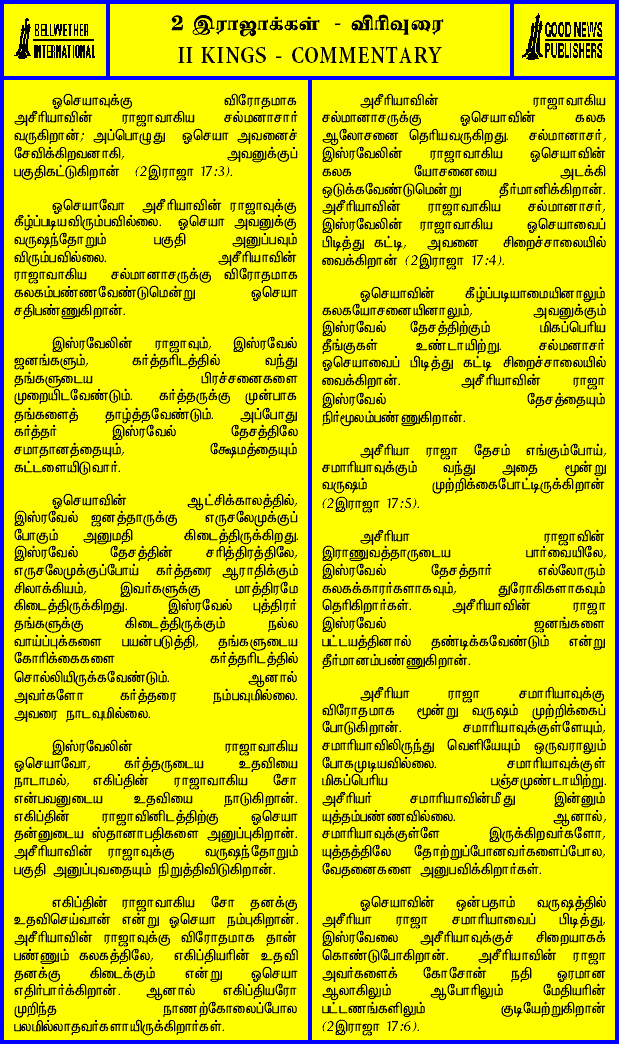 BELLWETHER
INTERNATIONAL
2 இராஜாக்கள் - விரிவுரை
II KINGS - COMMENTARY
GOOD NEWS
PUBLISHERS
ஓசெயாவுக்கு விரோதமாக
அசீரியாவின் ராஜாவாகிய சல்மனாசார்
வருகிறான்; அப்பொழுது ஓசெயா அவனைச்
சேவிக்கிறவனாகி, அவனுக்குப்
பகுதிகட்டுகிறான் (2இராஜா 17:3).
ஓசெயாவோ அசீரியாவின் ராஜாவுக்கு
கீழ்ப்படியவிரும்பவில்லை. ஓசெயா அவனுக்கு
வருஷந்தோறும் பகுதி அனுப்பவும்
விரும்பவில்லை. அசீரியாவின்
ராஜாவாகிய சல்மானாசருக்கு விரோதமாக
கலகம்பண்ணவேண்டுமென்று ஓசெயா
சதிபண்ணுகிறான்.
இஸ்ரவேலின் ராஜாவும், இஸ்ரவேல்
ஜனங்களும், கர்த்தரிடத்தில் வந்து
தங்களுடைய பிரச்சனைகளை
முறையிடவேண்டும். கர்த்தருக்கு முன்பாக
தங்களைத் தாழ்த்தவேண்டும். அப்போது
கர்த்தர் இஸ்ரவேல் தேசத்திலே
சமாதானத்தையும், க்ஷேமத்தையும்
கட்டளையிடுவார்.
ஓசெயாவின் ஆட்சிக்காலத்தில்,
இஸ்ரவேல் ஜனத்தாருக்கு எருசலேமுக்குப்
போகும் அனுமதி கிடைத்திருக்கிறது.
இஸ்ரவேல் தேசத்தின் சரித்திரத்திலே,
எருசலேமுக்குப்போய் கர்த்தரை ஆராதிக்கும்
சிலாக்கியம், இவர்களுக்கு மாத்திரமே
கிடைத்திருக்கிறது. இஸ்ரவேல் புத்திரர்
தங்களுக்கு கிடைத்திருக்கும் நல்ல
வாய்ப்புக்களை பயன்படுத்தி, தங்களுடைய
கோரிக்கைகளை கர்த்தரிடத்தில்
சொல்லியிருக்கவேண்டும். ஆனால்
அவர்களோ கர்த்தரை நம்பவுமில்லை.
அவரை நாடவுமில்லை.
இஸ்ரவேலின் ராஜாவாகிய
ஓசெயாவோ, கர்த்தருடைய உதவியை
நாடாமல், எகிப்தின் ராஜாவாகிய சோ
என்பவனுடைய உதவியை நாடுகிறான்.
எகிப்தின் ராஜாவினிடத்திற்கு ஓசெயா
தன்னுடைய ஸ்தானாபதிகளை அனுப்புகிறான்.
அசீரியாவின் ராஜாவுக்கு வருஷந்தோறும்
பகுதி அனுப்புவதையும் நிறுத்திவிடுகிறான்.
எகிப்தின் ராஜாவாகிய சோ தனக்கு
உதவிசெய்வான் என்று ஓசெயா நம்புகிறான்.
அசீரியாவின் ராஜாவுக்கு விரோதமாக தான்
பண்ணும் கலகத்திலே, எகிப்தியரின் உதவி
தனக்கு கிடைக்கும் என்று ஓசெயா
எதிர்பார்க்கிறான். ஆனால் எகிப்தியரோ
முறிந்த நாணற்கோலைப்போல
பலமில்லாதவர்களாயிருக்கிறார்கள்.
அசீரியாவின் ராஜாவாகிய
சல்மானாசருக்கு ஓசெயாவின் கலக
ஆலோசனை தெரியவருகிறது. சல்மானாசர்,
இஸ்ரவேலின் ராஜாவாகிய ஓசெயாவின்
கலக யோசனையை அடக்கி
ஒடுக்கவேண்டுமென்று தீர்மானிக்கிறான்.
அசீரியாவின் ராஜாவாகிய சல்மானாசர்,
இஸ்ரவேலின் ராஜாவாகிய ஓசெயாவைப்
பிடித்து கட்டி, அவனை சிறைச்சாலையில்
வைக்கிறான் (2இராஜா 17:4).
ஓசெயாவின் கீழ்ப்படியாமையினாலும்
கலகயோசனையினாலும், அவனுக்கும்
இஸ்ரவேல் தேசத்திற்கும் மிகப்பெரிய
தீங்குகள் உண்டாயிற்று. சல்மனாசர்
ஓசெயாவைப் பிடித்து கட்டி சிறைச்சாலையில்
வைக்கிறான். அசீரியாவின் ராஜா
இஸ்ரவேல் தேசத்தையும்
நிர்மூலம்பண்ணுகிறான்.
அசீரியா ராஜா தேசம் எங்கும்போய்,
சமாரியாவுக்கும் வந்து அதை மூன்று
வருஷம் முற்றிக்கைபோட்டிருக்கிறான்
(2இராஜா 17:5).
அசீரியா ராஜாவின்
இராணுவத்தாருடைய பார்வையிலே,
இஸ்ரவேல் தேசத்தார் எல்லோரும்
கலகக்காரர்களாகவும், துரோகிகளாகவும்
தெரிகிறார்கள். அசீரியாவின் ராஜா
இஸ்ரவேல் ஜனங்களை
பட்டயத்தினால் தண்டிக்கவேண்டும் என்று
தீர்மானம்பண்ணுகிறான்.
அசீரியா ராஜா சமாரியாவுக்கு
விரோதமாக மூன்று வருஷம் முற்றிக்கைப்
போடுகிறான். சமாரியாவுக்குள்ளேயும்,
சமாரியாவிலிருந்து வெளியேயும் ஒருவராலும்
போகமுடியவில்லை. சமாரியாவுக்குள்
மிகப்பெரிய பஞ்சமுண்டாயிற்று.
அசீரியர் சமாரியாவின்மீது இன்னும்
யுத்தம்பண்ணவில்லை. ஆனால்,
சமாரியாவுக்குள்ளே இருக்கிறவர்களோ,
யுத்தத்திலே தோற்றுப்போனவர்களைப்போல,
வேதனைகளை அனுபவிக்கிறார்கள்.
ஓசெயாவின் ஒன்பதாம் வருஷத்தில்
அசீரியா ராஜா சமாரியாவைப் பிடித்து,
இஸ்ரவேலை அசீரியாவுக்குச் சிறையாகக்
கொண்டுபோகிறான். அசீரியாவின் ராஜா
அவர்களைக் கோசோன் நதி ஓரமான
ஆலாகிலும் ஆபோரிலும் மேதியரின்
பட்டணங்களிலும் குடியேற்றுகிறான்
(2இராஜா 17:6).